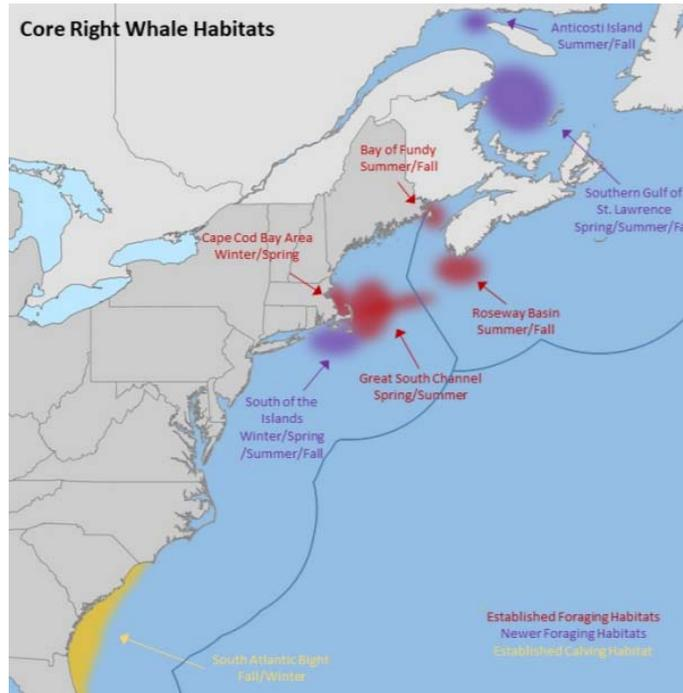 Core Right Whale Habitats
Anticosti Island
Summer/Fall
Bay of Fundy
Summer/Fall
Southern Gulf of
St. Lawrence
Spring/Summer/Fa
Cape Cod Bay Area
Winter/Spring
Roseway Basin
Summer/Fall
Great South Channel
Spring/Summer
South of the
Islands
Winter/Spring
/Summer/Fall
South Atlantic Bight
Fall/Winter
Established Foraging Habitats
Newer Foraging Habitats
Established Calving Habitat